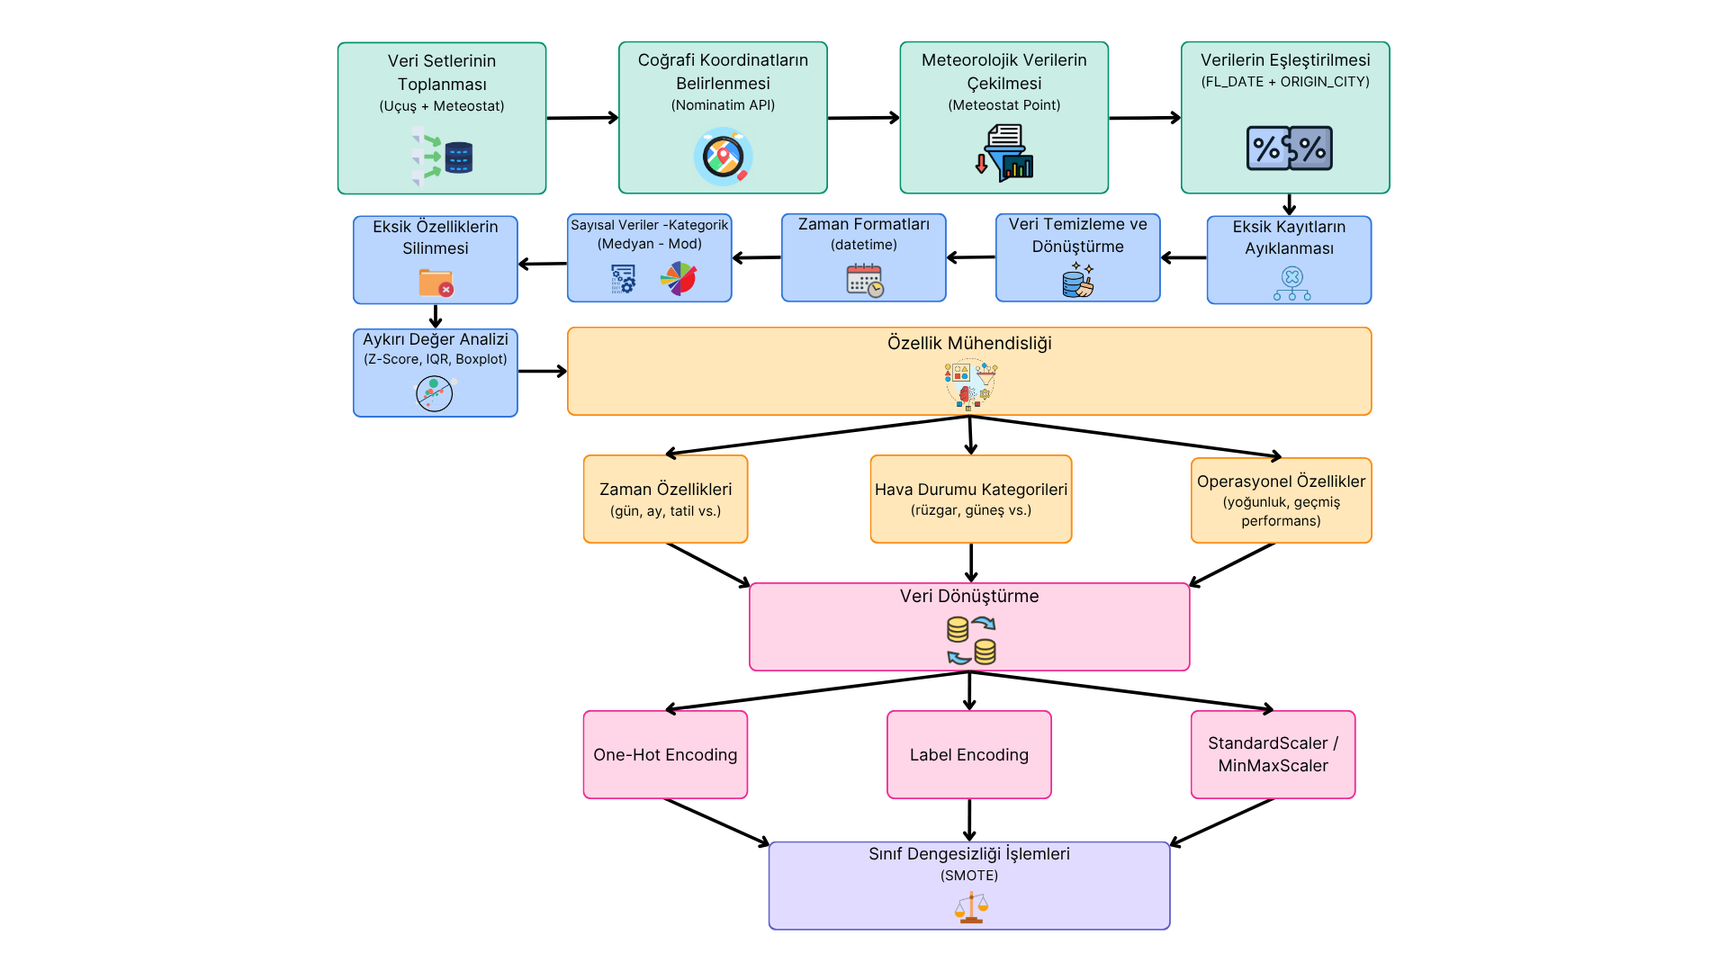 Veri Setlerinin
Toplanması
(Uçuş + Meteostat)
Coğrafi Koordinatların
Belirlenmesi
(Nominatim API)
Meteorolojik Verilerin
Çekilmesi
(Meteostat Point)
Verilerin Eşleştirilmesi
(FL_DATE + ORIGIN_CITY)
Eksik Kayıtların
Ayıklanması
Veri Temizleme ve
Dönüştürme
Zaman Formatları
(datetime)
Sayısal Veriler -Kategorik
(Medyan - Mod)
Eksik Özelliklerin
Silinmesi
Aykırı Değer Analizi
(Z-Score, IQR, Boxplot)
Özellik Mühendisliği
Zaman Özellikleri
(gün, ay, tatil vs.)
Hava Durumu Kategorileri
(rüzgar, güneş vs.)
Operasyonel Özellikler
(yoğunluk, geçmiş
performans)
Veri Dönüştürme
One-Hot Encoding
Label Encoding
StandardScaler /
MinMaxScaler
Sınıf Dengesizliği İşlemleri
(SMOTE)